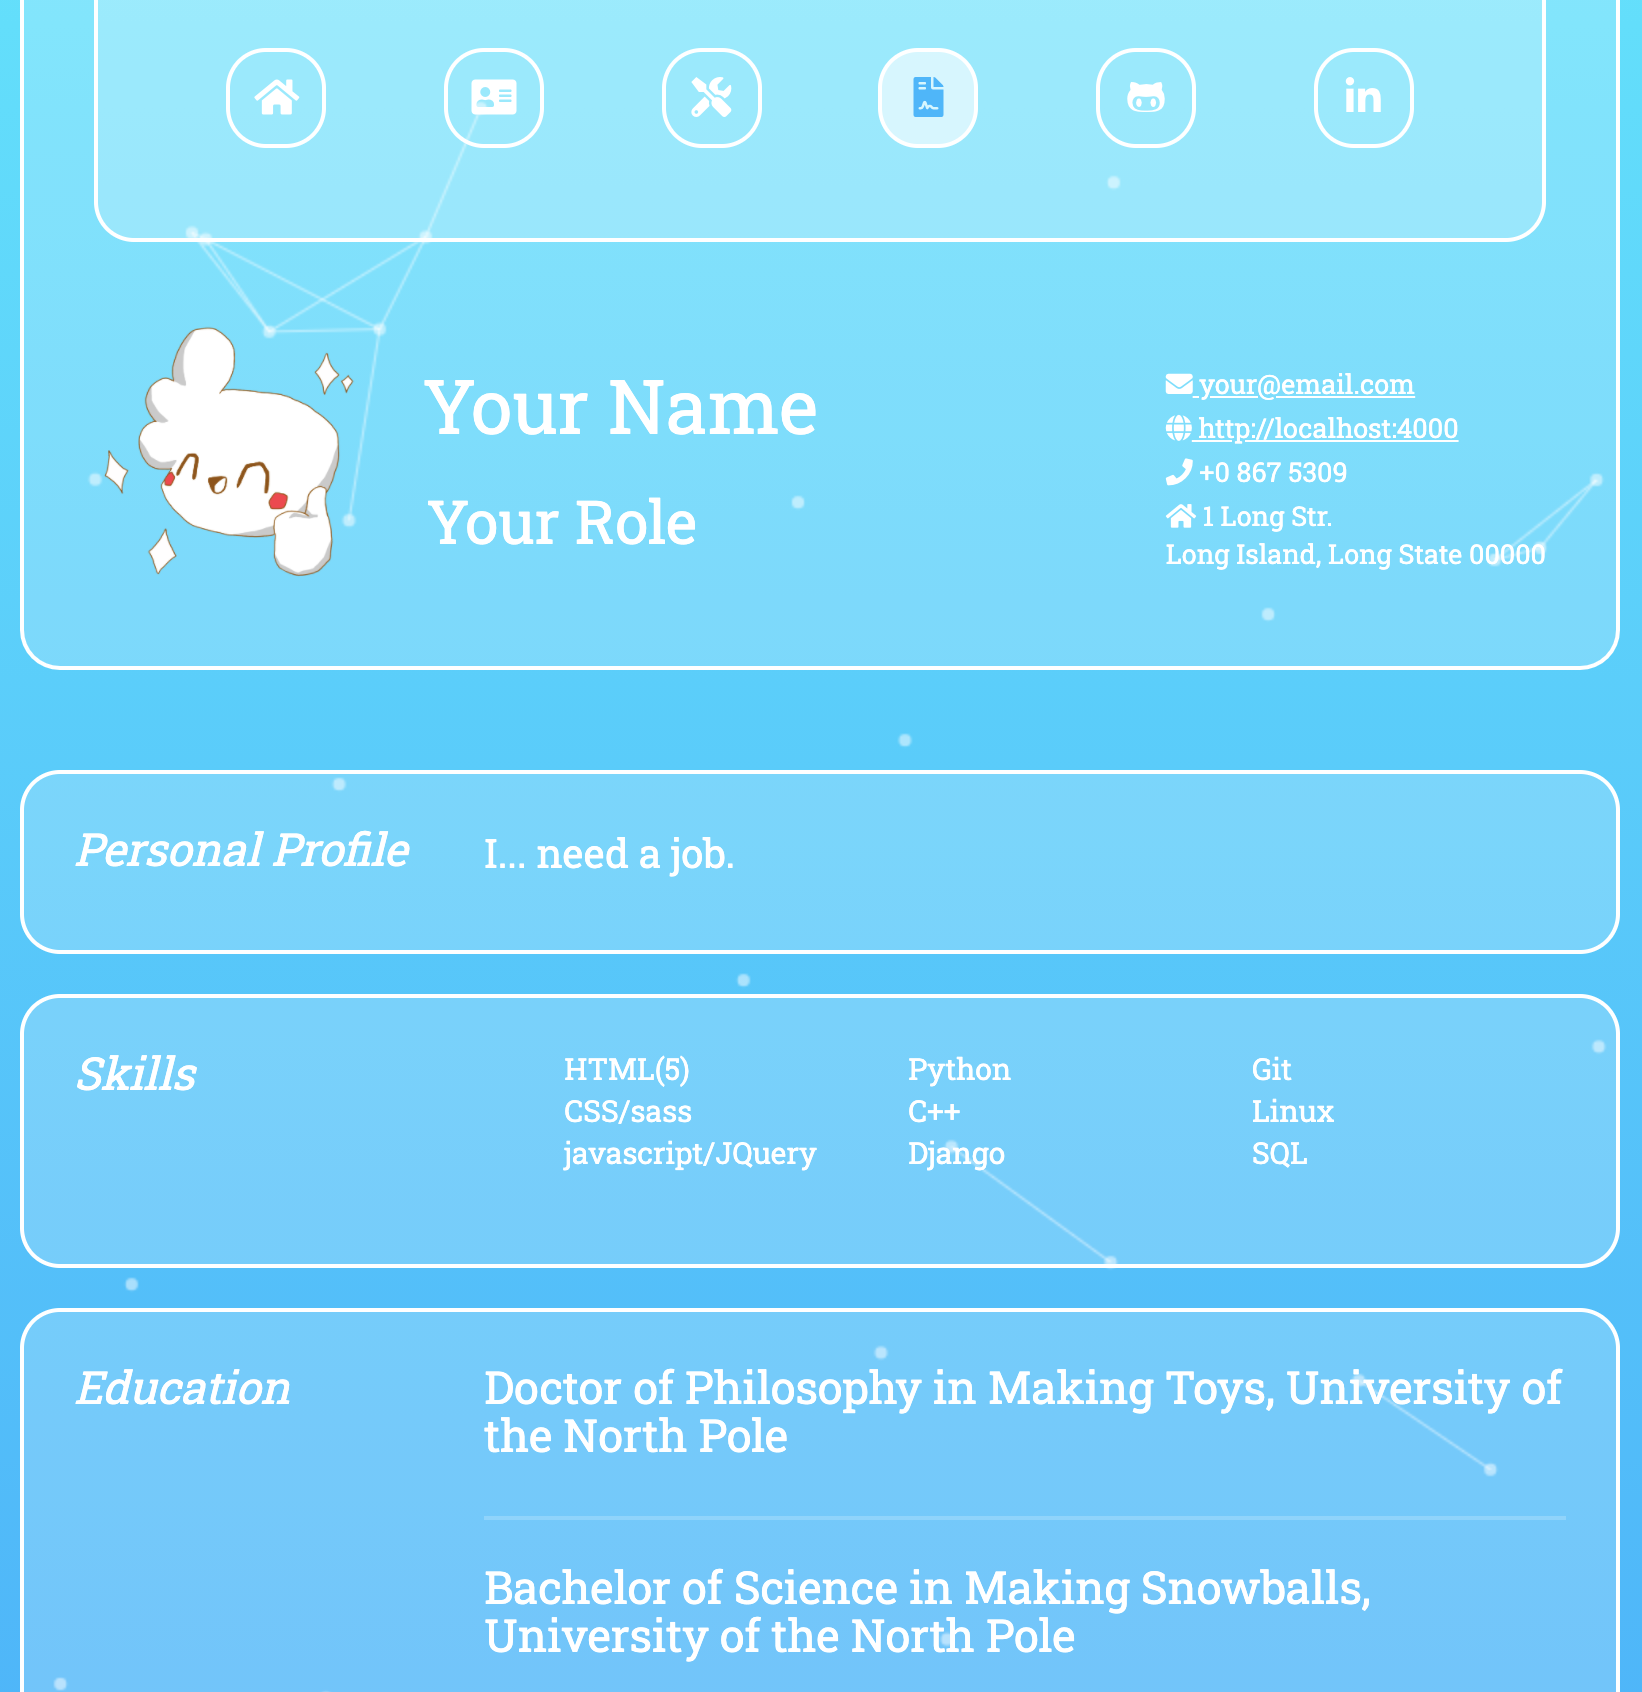 in
Your Name
Your Role
your@email.com
http://localhost:4000
+0 867 5309
1 Long Str.
Long Island, Long State 00000
Personal Profile
I... need a job.
Skills
HTML(5)
CSS/sass
javascript/JQuery
Python
C++
Django
Git
Linux
SQL
Education
Doctor of Philosophy in Making Toys, University of
the North Pole
Bachelor of Science in Making Snowballs,
University of the North Pole